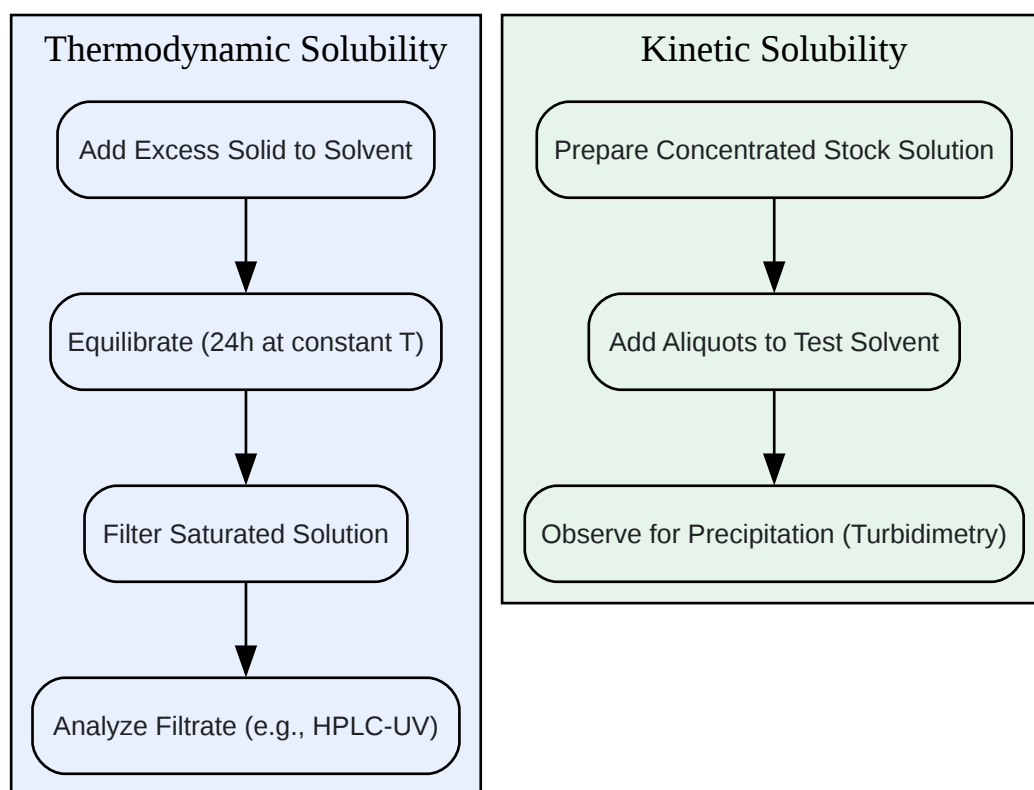 Thermodynamic Solubility
Add Excess Solid to Solvent
Equilibrate (24h at constant T)
Filter Saturated Solution
Analyze Filtrate (e.g., HPLC-UV)
Kinetic Solubility
Prepare Concentrated Stock Solution
Add Aliquots to Test Solvent
Observe for Precipitation (Turbidimetry)